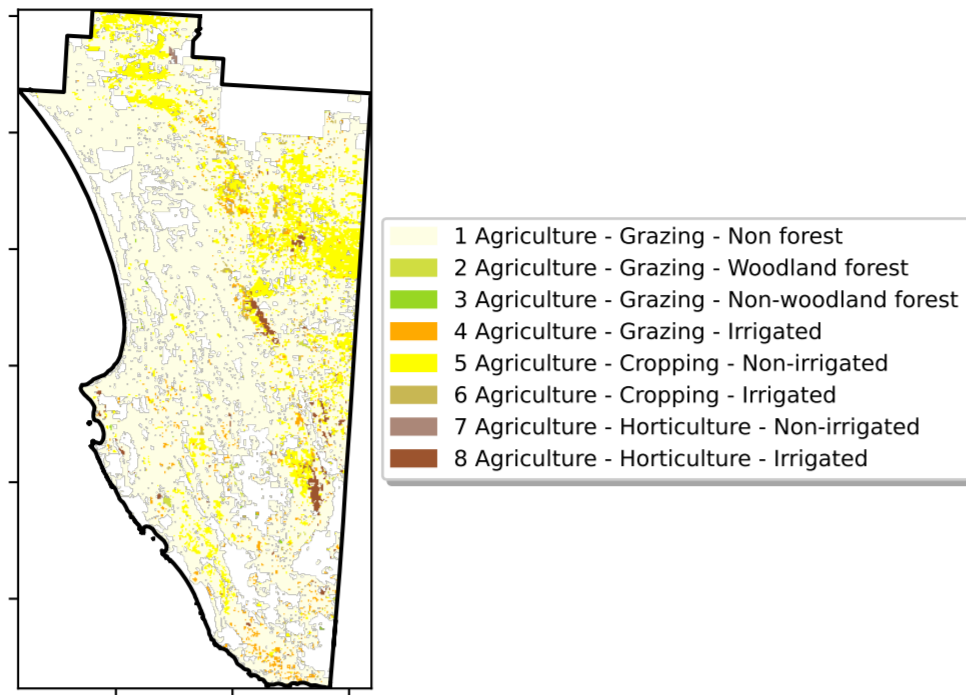 1 Agriculture - Grazing - Non forest
2 Agriculture - Grazing - Woodland forest
3 Agriculture - Grazing - Non-woodland forest
4 Agriculture - Grazing - Irrigated
5 Agriculture - Cropping - Non-irrigated
6 Agriculture - Cropping - Irrigated
7 Agriculture - Horticulture - Non-irrigated
8 Agriculture - Horticulture - Irrigated